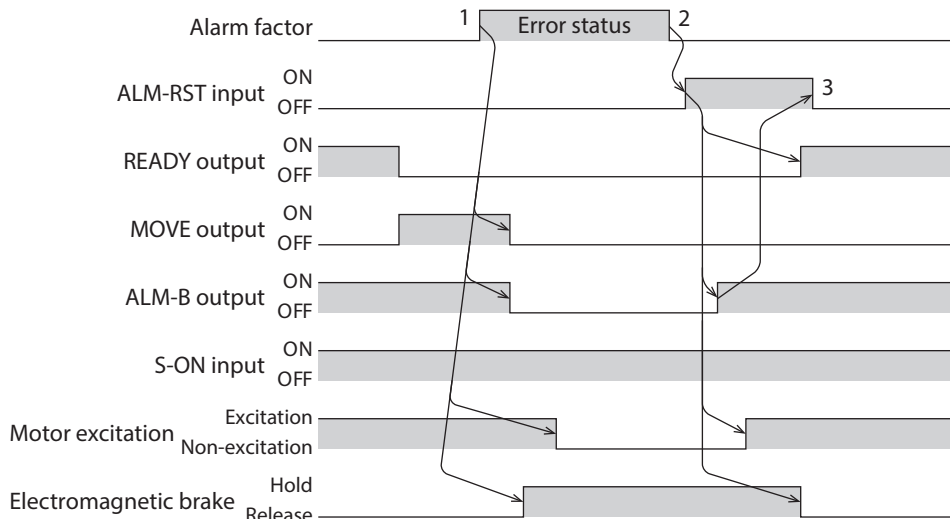 1
2
Alarm factor
Error status
ON
ALM-RST input
OFF
3
ON
READY output
OFF
ON
MOVE output
OFF
ON
ALM-B output
OFF
ON
S-ON input
OFF
Excitation
Motor excitation
Non-excitation
Hold
Electromagnetic brake
Release